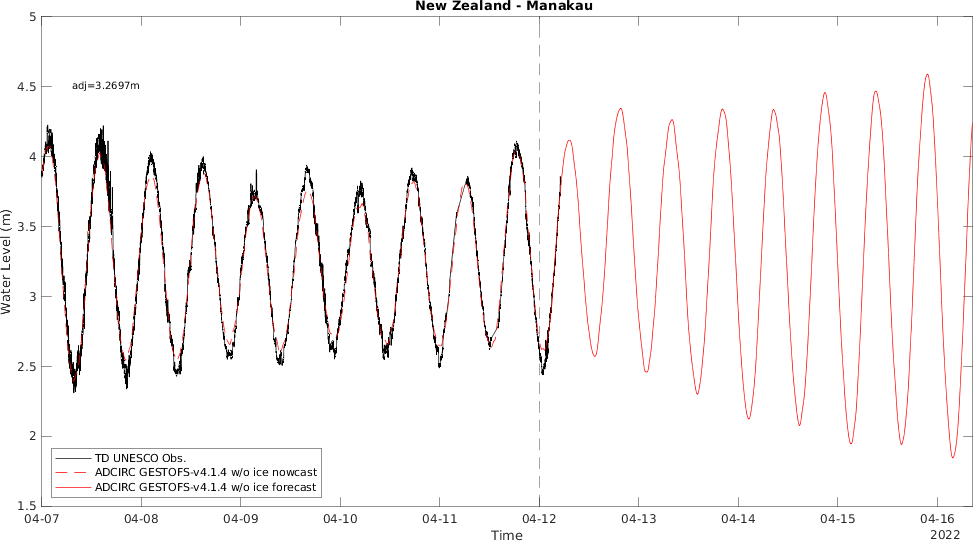 New Zealand - Manakau
5
4.5
4
3.5
3
2.5
2
1.5
Water Level (m)
adj=3.2697m
TD UNESCO Obs.
ADCIRC GESTOFS-v4.1.4 w/o ice nowcast
ADCIRC GESTOFS-v4.1.4 w/o ice forecast
04-07 04-08 04-09 04-10 04-11 04-12 04-13 04-14 04-15 04-16
Time
2022